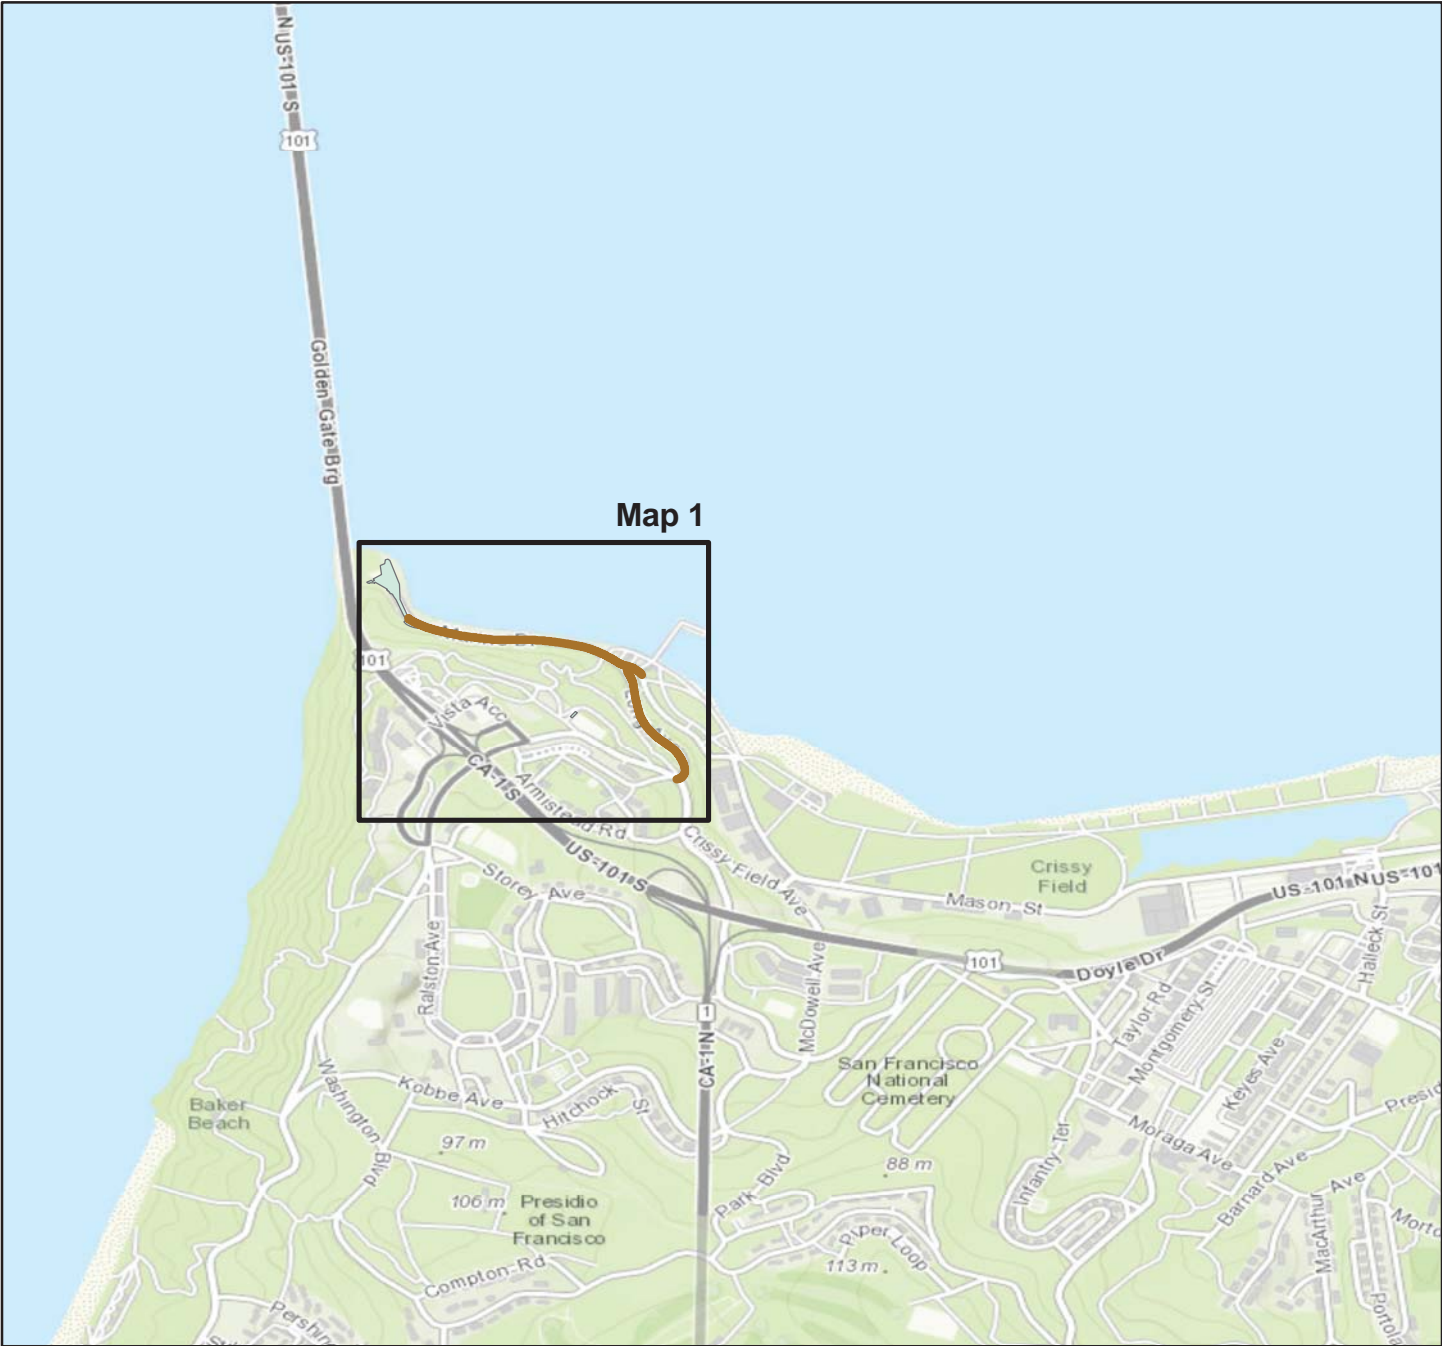 N US-101 S
101
Golden Gate Brg
Map 1
101
Vista Acc
CA-1 S
Armistead Rd
US-101 S
Crissy Field Ave
Storey Ave
Crissy
Field
Mason St
US-101 N
US-101
Halleck St
Ralston Ave
101
Doyle Dr
McDowell Ave
1
CA-1 N
Taylor Rd
Montgomery St
San Francisco
National
Cemetery
Keyes Ave
Washington Blvd
Kobbe Ave
Hitchcock St
Baker
Beach
97 m
Infantry Ter
Moraga Ave
Presid
88 m
Park Blvd
Barnard Ave
MacArthur Ave
106 m
Presidio
of San
Francisco
Piper Loop
Morto
113 m
Compton Rd
Pershin
Portola